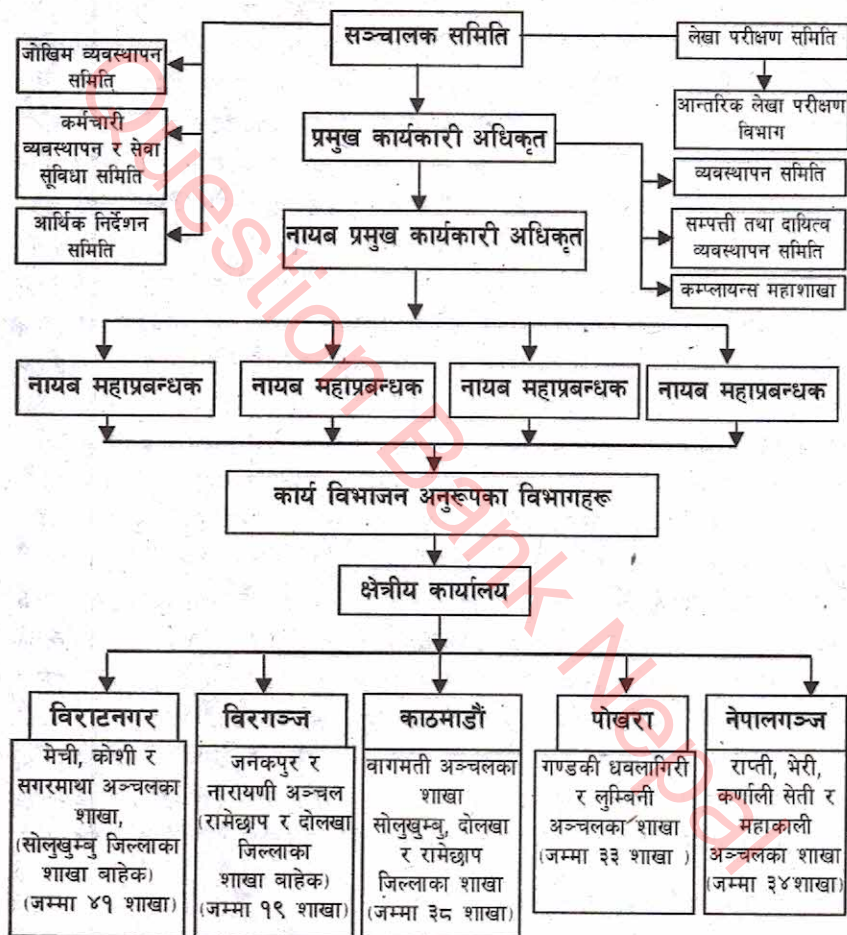 सञ्चालक समिति
जोखिम व्यवस्थापन
समिति
कर्मचारी
व्यवस्थापन र सेवा
सुविधा समिति
आर्थिक निर्देशन
समिति
लेखा परीक्षण समिति
आन्तरिक लेखा परीक्षण
विभाग
प्रमुख कार्यकारी अधिकृत
व्यवस्थापन समिति
सम्पत्ती तथा दायित्व
व्यवस्थापन समिति
कम्प्लायन्स महाशाखा
नायब प्रमुख कार्यकारी अधिकृत
नायब महाप्रबन्धक
नायब महाप्रबन्धक
नायब महाप्रबन्धक
नायब महाप्रबन्धक
कार्य विभाजन अनुरूपका विभागहरू
क्षेत्रीय कार्यालय
विराटनगर
मेची, कोशी र
सगरमाथा अञ्चलका
शाखा,
(सोलुखुम्बु जिल्लाका
शाखा बाहेक)
(जम्मा ४१ शाखा)
विरगञ्ज
जनकपुर र
नारायणी अञ्चल
(रामेछाप र दोलखा
जिल्लाका
शाखा बाहेक)
(जम्मा १९ शाखा)
काठमाडौं
वागमती अञ्चलका
शाखा
सोलुखुम्बु, दोलखा
र रामेछाप
जिल्लाका शाखा
(जम्मा ३८ शाखा)
पोखरा
गण्डकी धवलागिरी
र लुम्बिनी
अञ्चलका शाखा
(जम्मा ३३ शाखा )
नेपालगञ्ज
राप्ती, भेरी,
कर्णाली सेती र
महाकाली
अञ्चलका शाखा
(जम्मा ३४शाखा)
Question Bank Nepal